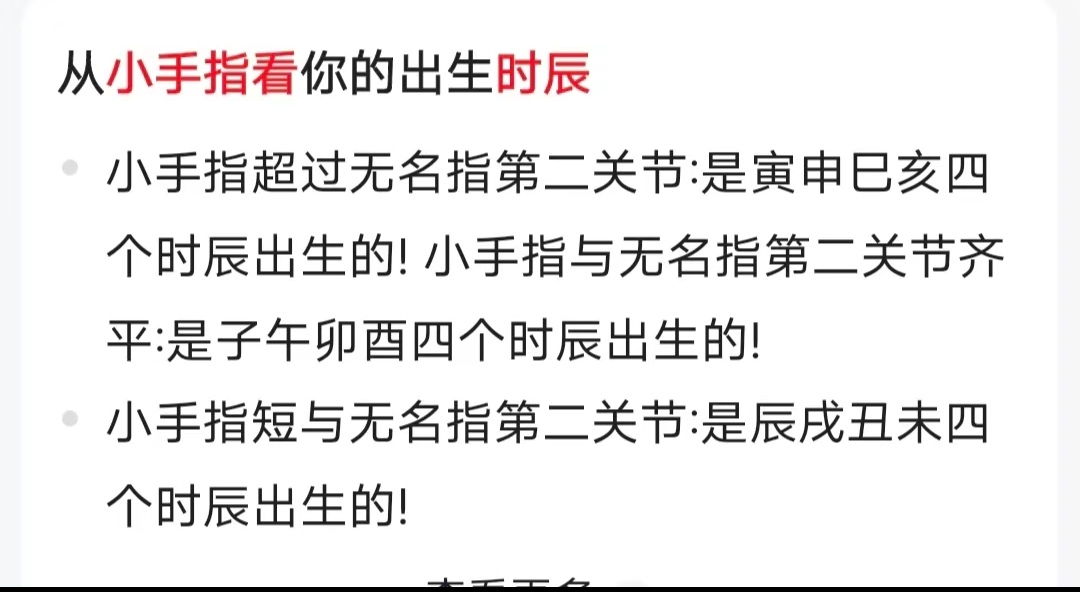 从小手指看你的出生时辰
小手指超过无名指第二关节:是寅申巳亥四
个时辰出生的! 小手指与无名指第二关节齐
平:是子午卯酉四个时辰出生的!
小手指短与无名指第二关节:是辰戌丑未四
个时辰出生的!